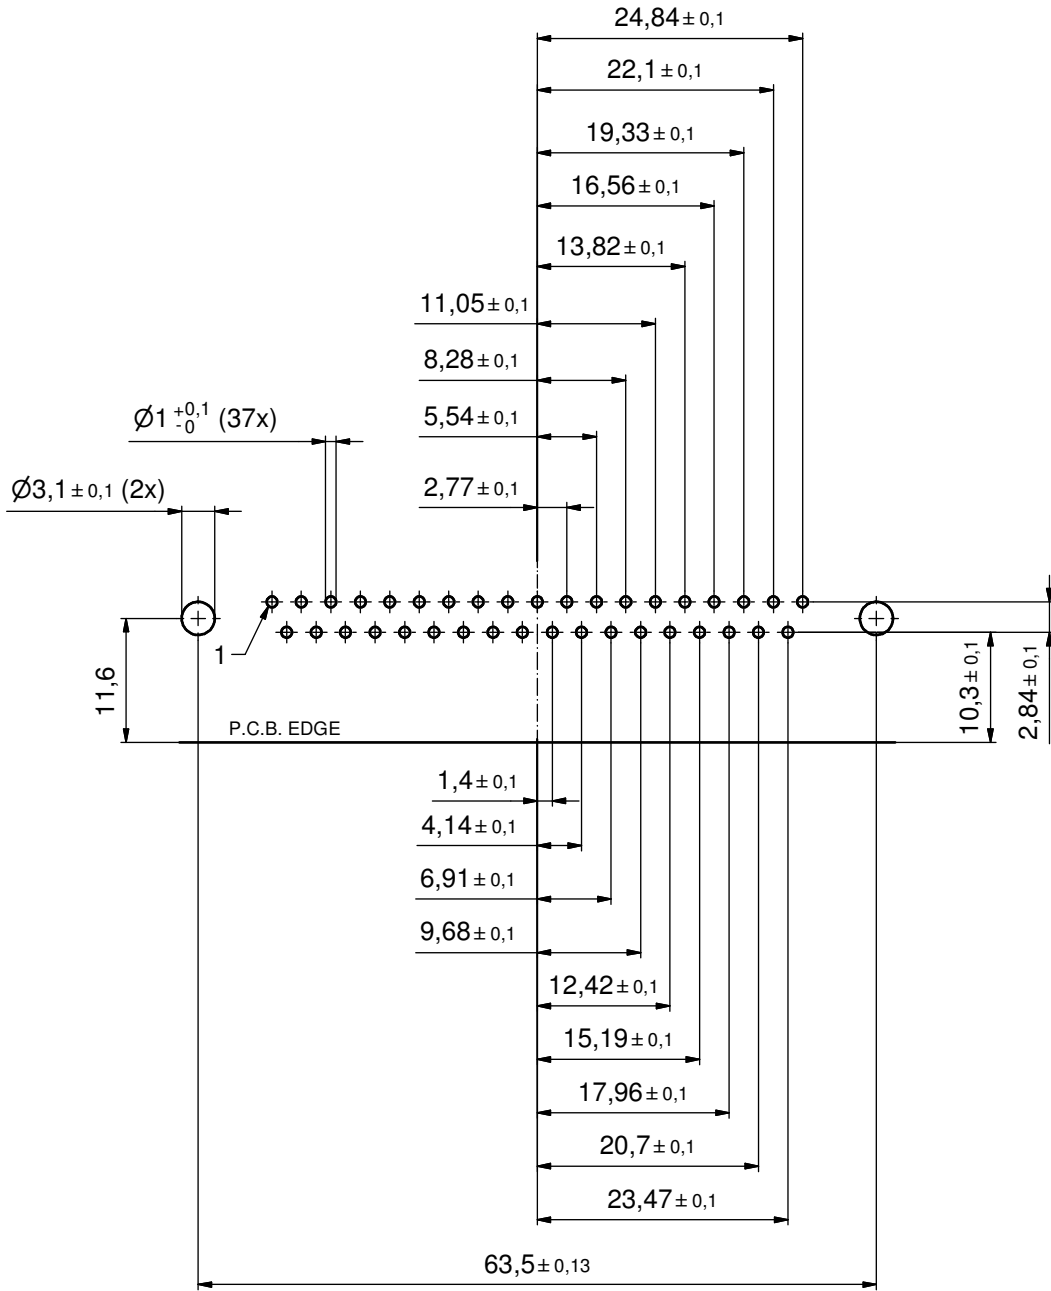 24,84 ± 0,1
22,1 ± 0,1
19,33 ± 0,1
16,56 ± 0,1
13,82 ± 0,1
11,05 ± 0,1
8,28 ± 0,1
Ø1 +0,1 -0 (37x)
5,54 ± 0,1
Ø3,1 ± 0,1 (2x)
2,77 ± 0,1
1
11,6
10,3 ± 0,1
2,84 ± 0,1
P.C.B. EDGE
1,4 ± 0,1
4,14 ± 0,1
6,91 ± 0,1
9,68 ± 0,1
12,42 ± 0,1
15,19 ± 0,1
17,96 ± 0,1
20,7 ± 0,1
23,47 ± 0,1
63,5 ± 0,13